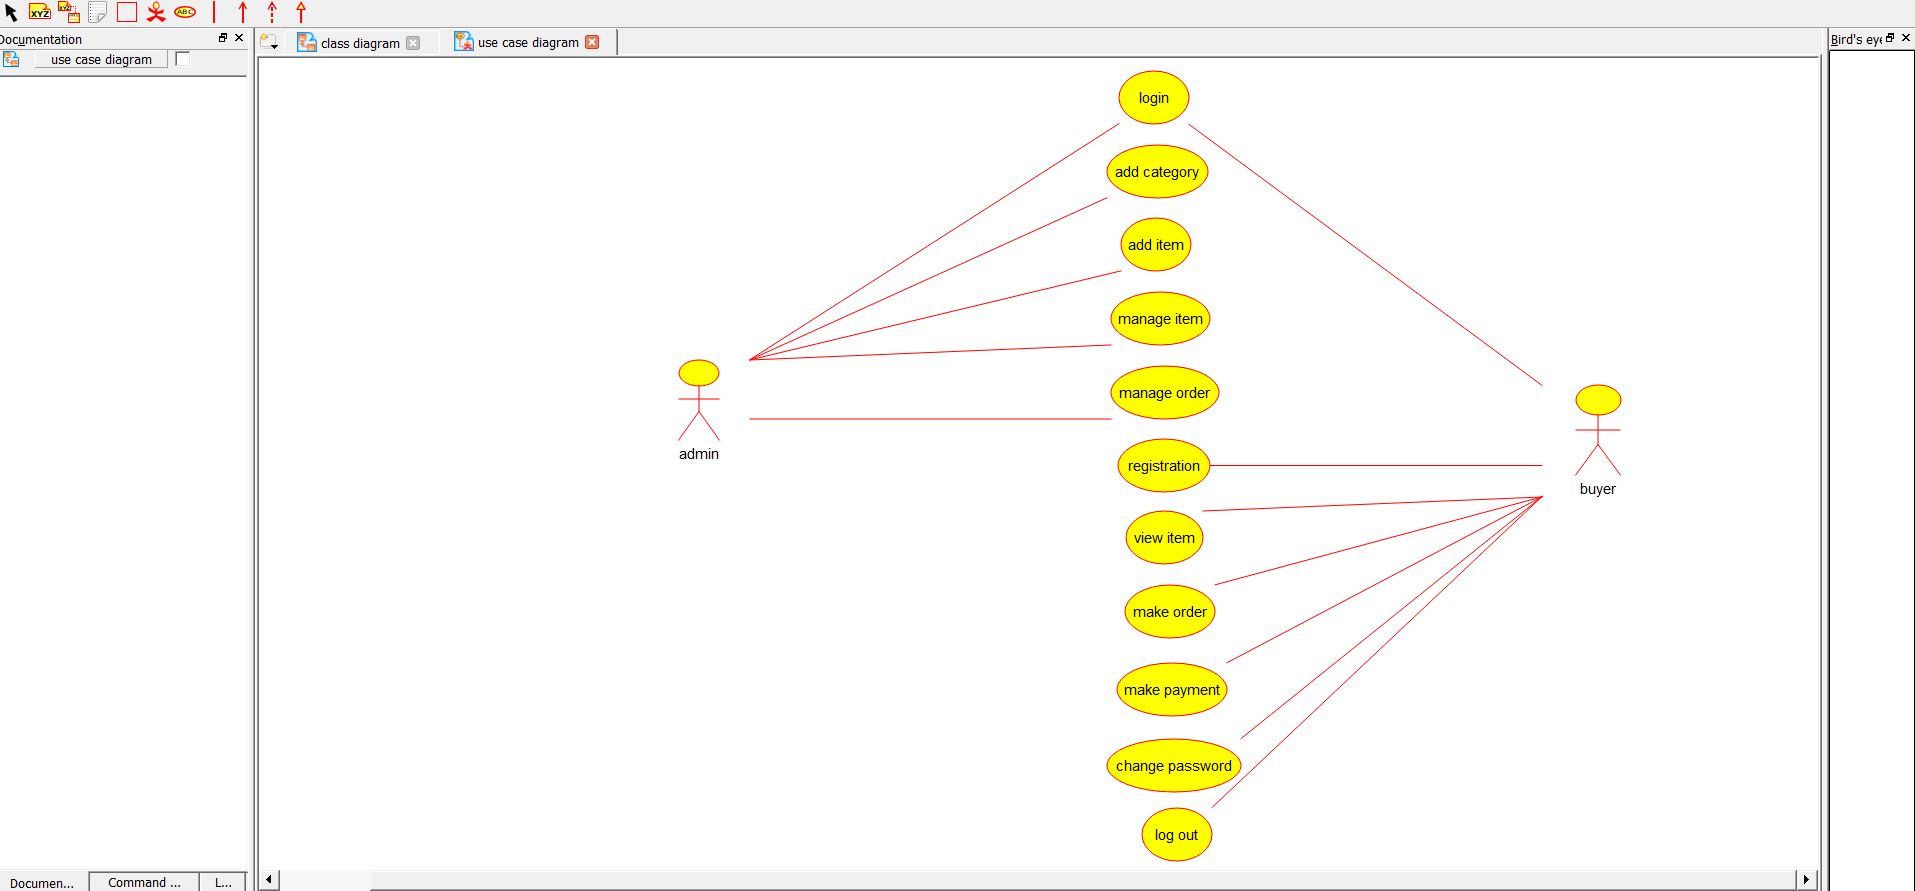 XYZ
XYZ
ABC
Documentation
class diagram
use case diagram
Bird's eye
use case diagram
login
add category
add item
manage item
manage order
admin
registration
buyer
view item
make order
make payment
change password
log out
Documen...
Command ...
L...